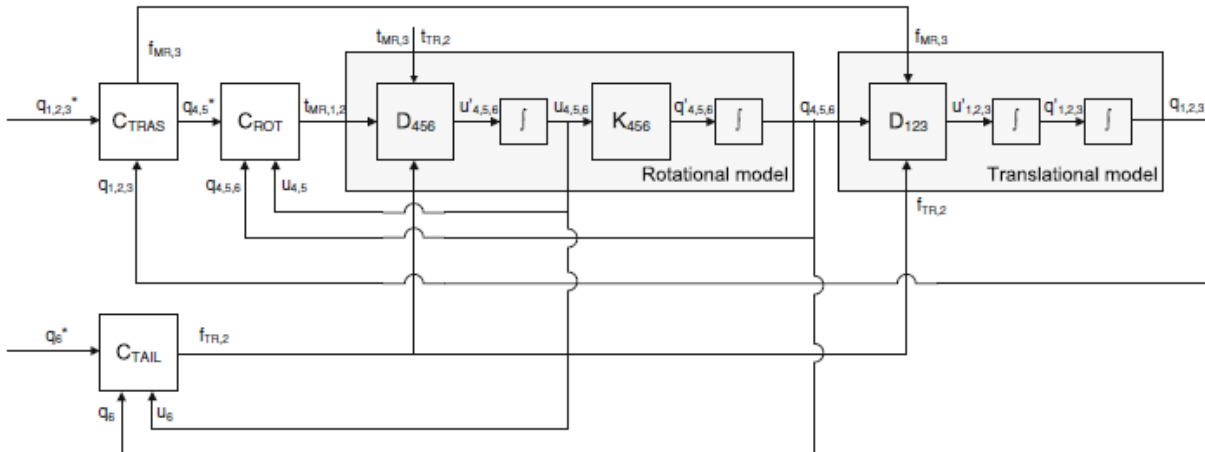 f_MR,3
t_MR,3 t_TR,2
f_MR,3
q_1,2,3* C_TRAS q_4,5* C_ROT t_MR,1,2 D_456 u'_4,5,6 ∫ u_4,5,6 K_456 q'_4,5,6 ∫ q_4,5,6 D_123 u'_1,2,3 ∫ q'_1,2,3 ∫ q_1,2,3
q_1,2,3 q_4,5,6 u_4,5 Rotational model Translational model
f_TR,2
q_6* C_TAIL f_TR,2
q_6 u_6